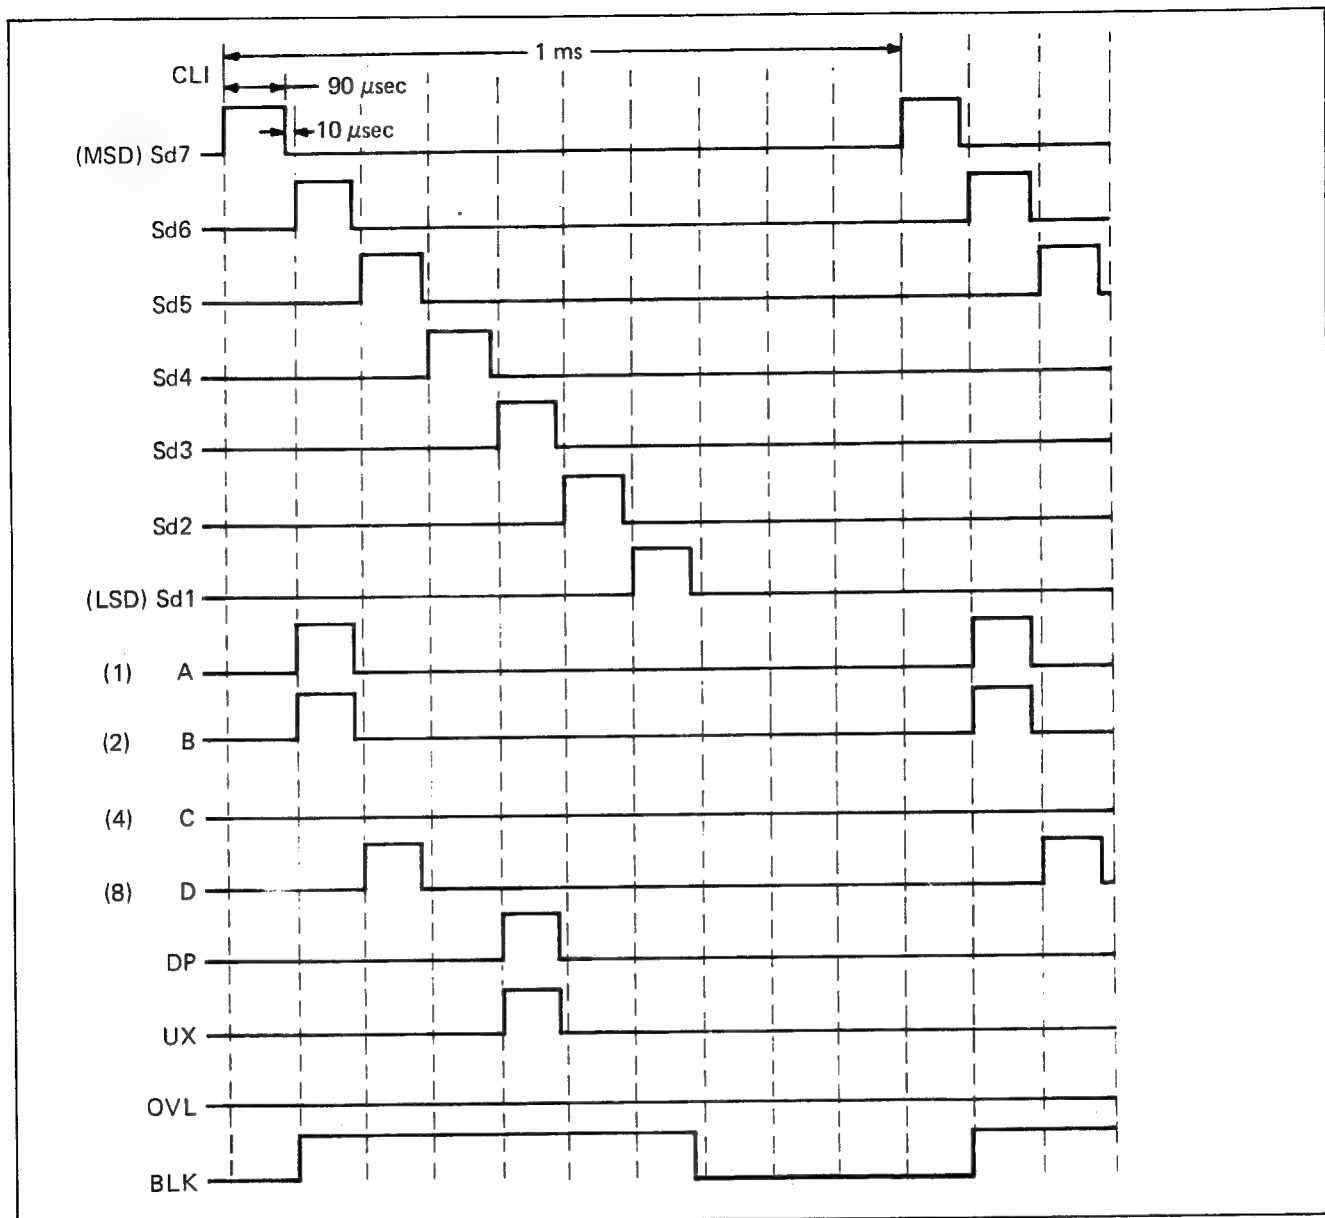 1 ms
CLI
90 μsec
10 μsec
(MSD) Sd7
Sd6
Sd5
Sd4
Sd3
Sd2
(LSD) Sd1
(1) A
(2) B
(4) C
(8) D
DP
UX
OVL
BLK